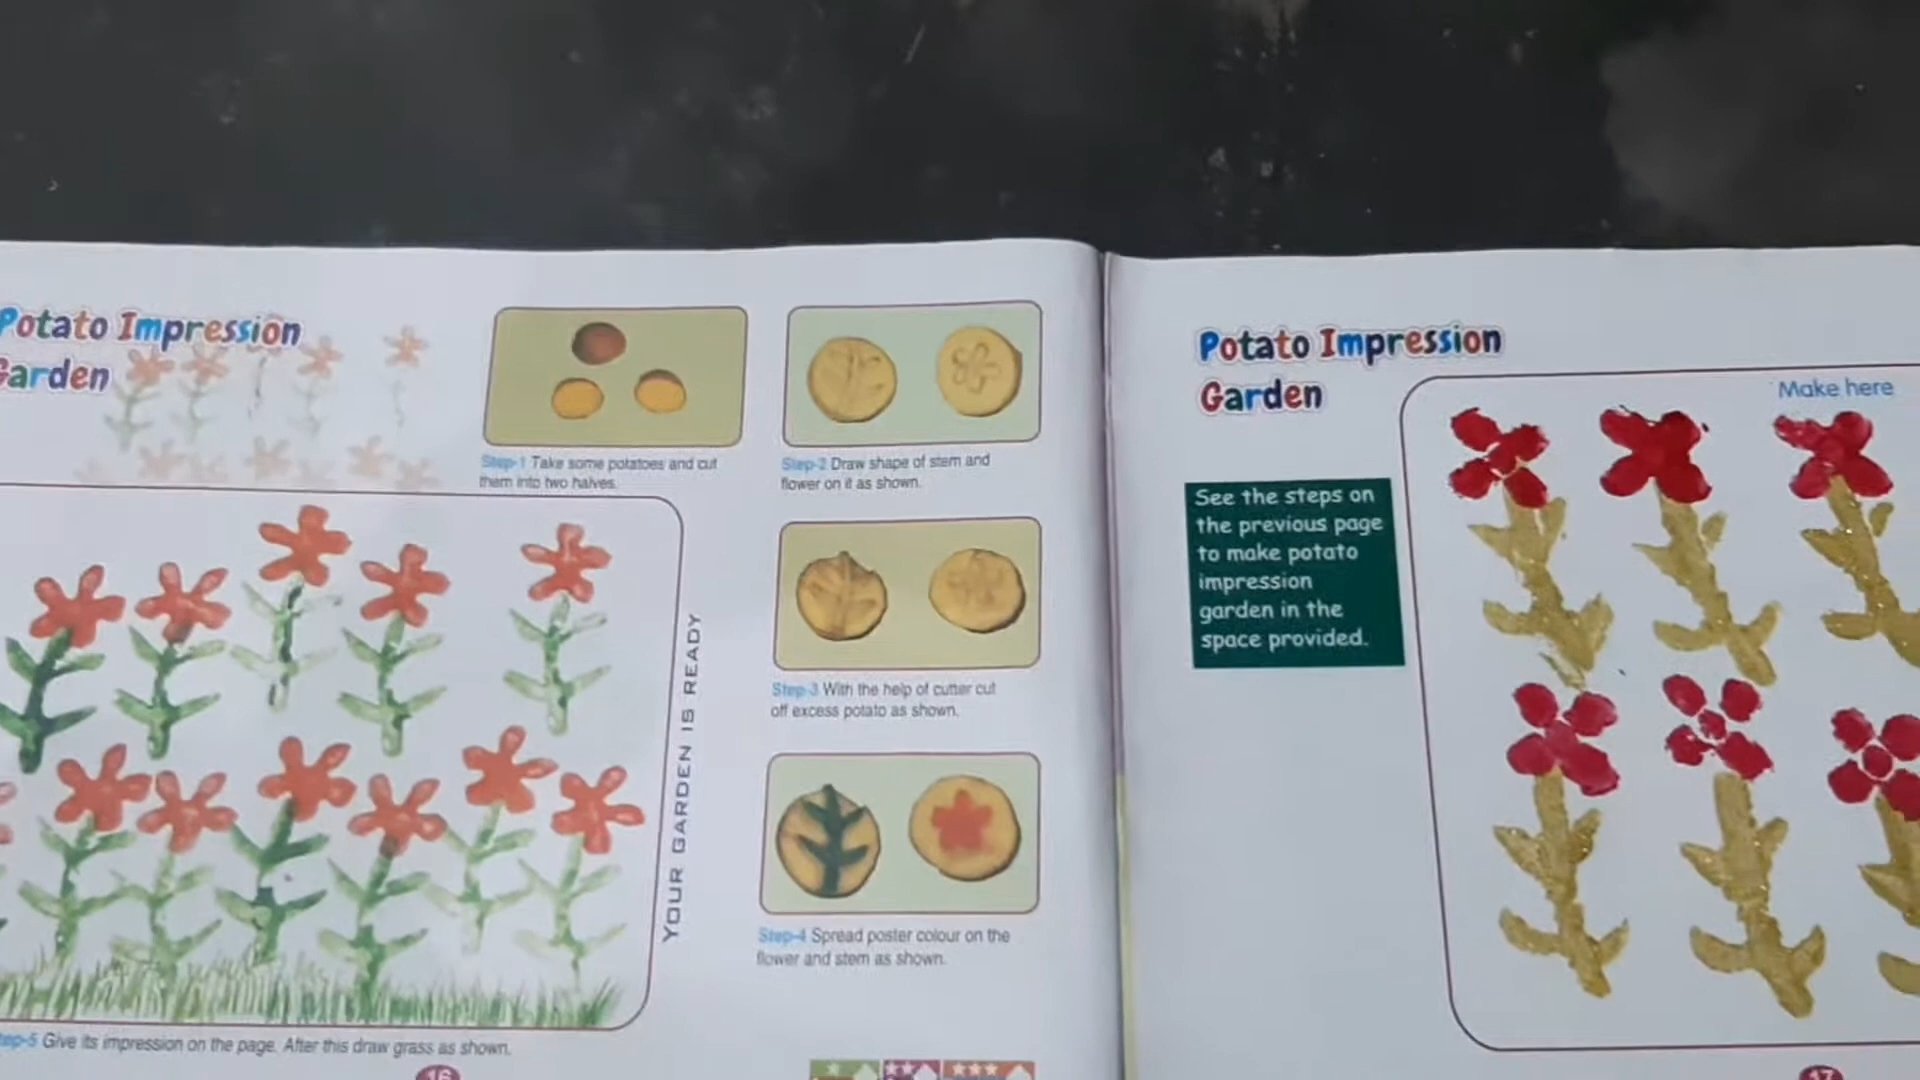 Potato Impression
Garden
Step-1 Take some potatoes and cut
them into two halves.
Step-2 Draw shape of stem and
flower on it as shown.
Step-3 With the help of cutter cut
off excess potato as shown.
Step-4 Spread poster colour on the
flower and stem as shown.
YOUR GARDEN IS READY
Step-5 Give its impression on the page. After this draw grass as shown.
16
Potato Impression
Garden
Make here
See the steps on
the previous page
to make potato
impression
garden in the
space provided.
17